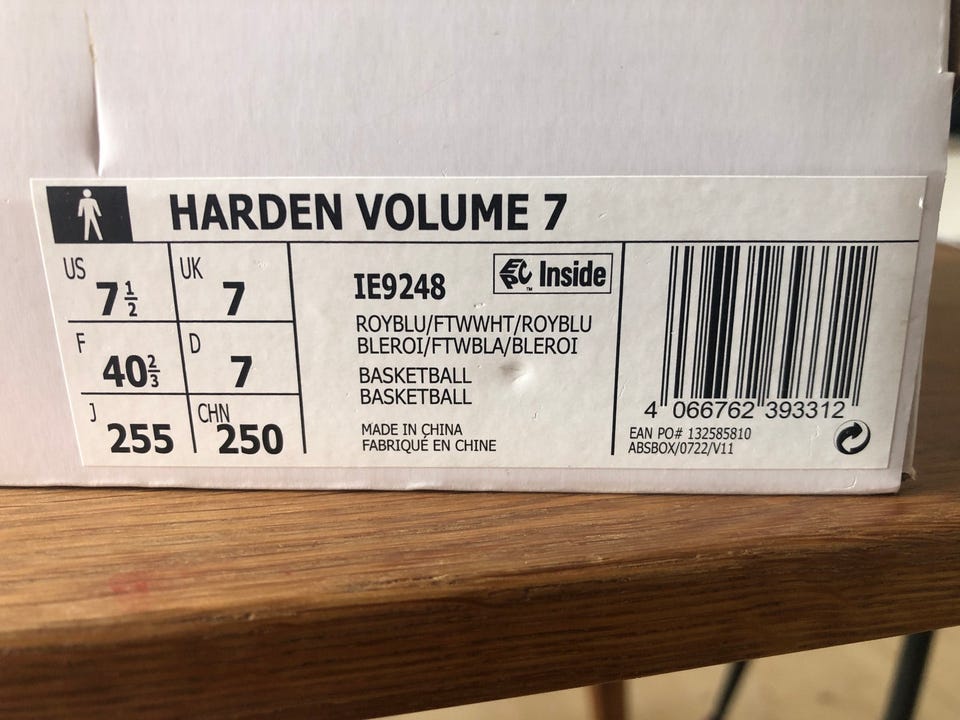 HARDEN VOLUME 7
US 7½ UK 7
F 40⅔ D 7
J 255 CHN 250
IE9248 EPC™ Inside
ROYBLU/FTWWHT/ROYBLU
BLEROI/FTWBLA/BLEROI
BASKETBALL
BASKETBALL
MADE IN CHINA
FABRIQUÉ EN CHINE
4 066762 393312
EAN PO# 132585810
ABSBOX/0722/V11